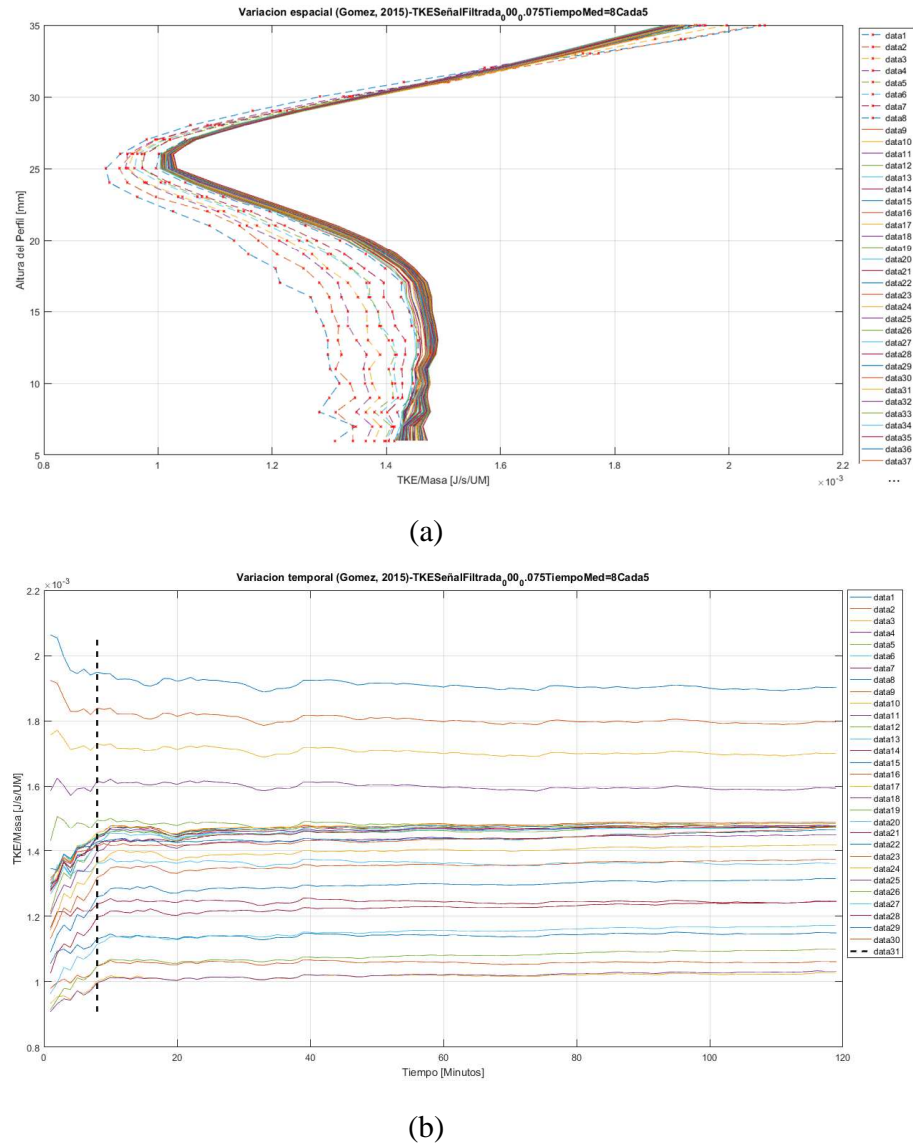 Variacion espacial (Gomez, 2015)-TKESeñalFiltrada000.075TiempoMed=8Cada5
35
30
25
20
15
10
5
Altura del Perfil [mm]
0.8
1
1.2
1.4
1.6
1.8
2
2.2
×10-3
TKE/Masa [J/s/UM]
data1
data2
data3
data4
data5
data6
data7
data8
data9
data10
data11
data12
data13
data14
data15
data16
data17
data18
data19
data20
data21
data22
data23
data24
data25
data26
data27
data28
data29
data30
data31
data32
data33
data34
data35
data36
data37
...
(a)
Variacion temporal (Gomez, 2015)-TKESeñalFiltrada000.075TiempoMed=8Cada5
×10-3
2.2
2
1.8
1.6
1.4
1.2
1
0.8
TKE/Masa [J/s/UM]
0
20
40
60
80
100
120
Tiempo [Minutos]
data1
data2
data3
data4
data5
data6
data7
data8
data9
data10
data11
data12
data13
data14
data15
data16
data17
data18
data19
data20
data21
data22
data23
data24
data25
data26
data27
data28
data29
data30
data31
(b)